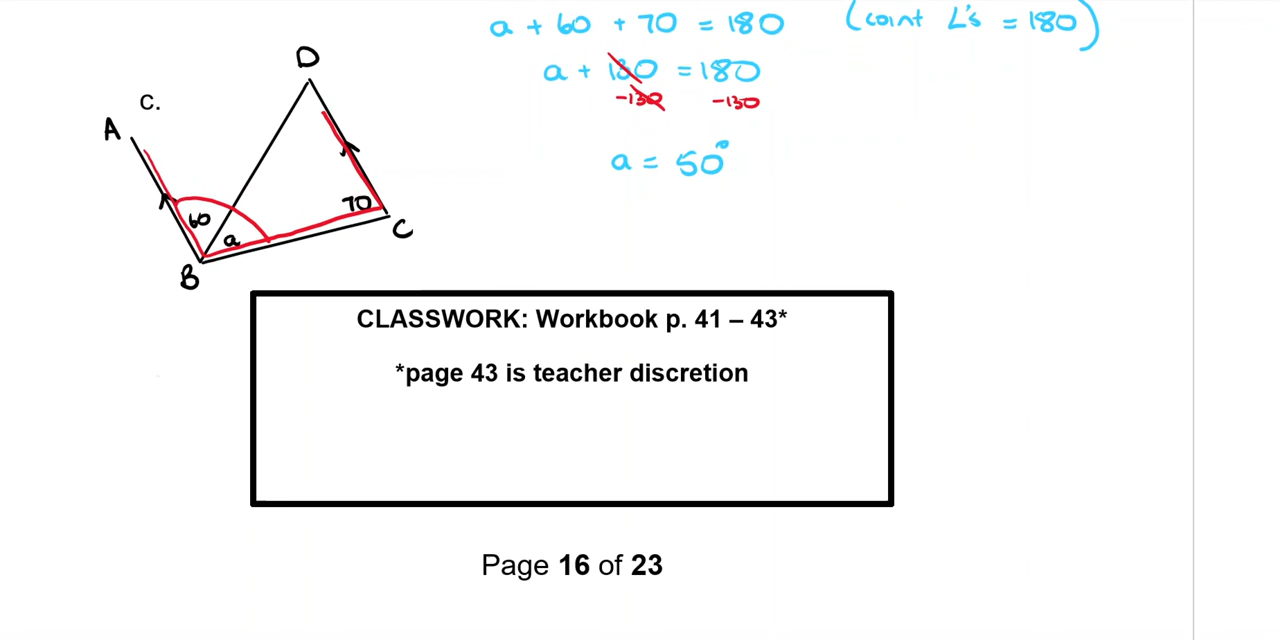 a + 60 + 70 = 180 (coint L's = 180)
a + 130 = 180
-130 -130
a = 50°
c.
D
A
60
a
70
B
C
CLASSWORK: Workbook p. 41 – 43*
*page 43 is teacher discretion
Page 16 of 23